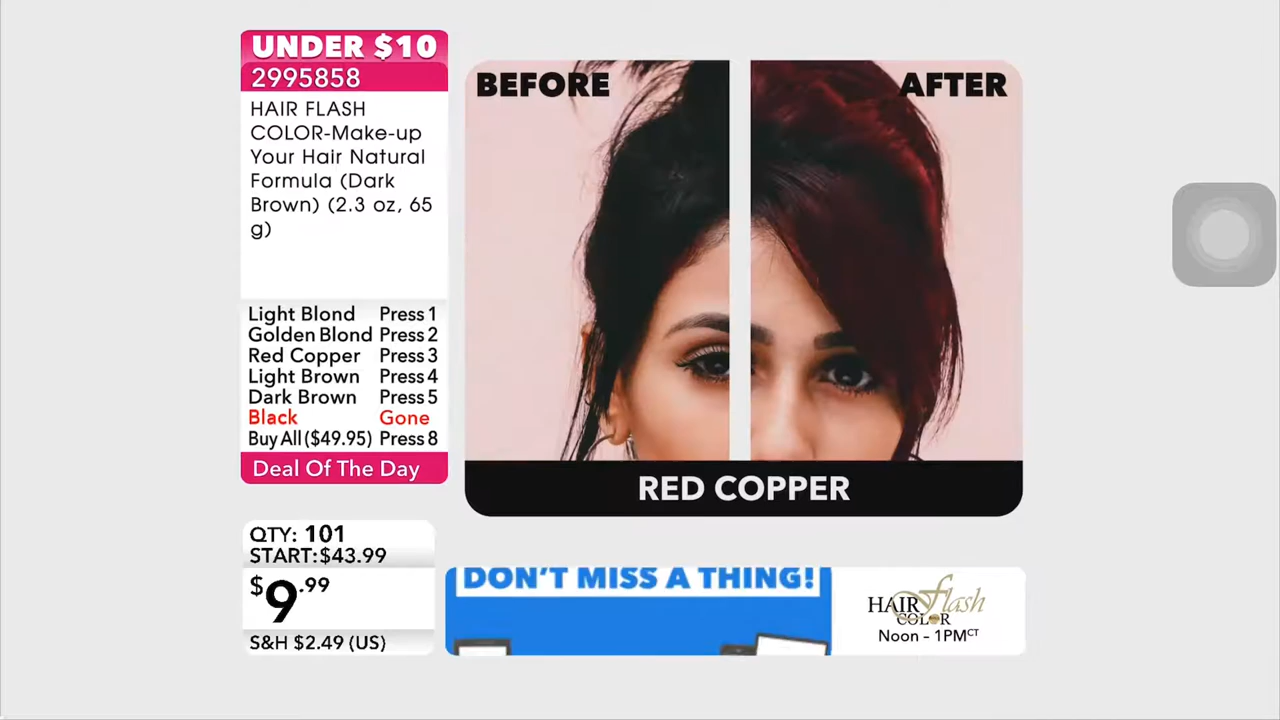 UNDER $10
2995858
HAIR FLASH
COLOR-Make-up
Your Hair Natural
Formula (Dark
Brown) (2.3 oz, 65
g)
Light Blond Press 1
Golden Blond Press 2
Red Copper Press 3
Light Brown Press 4
Dark Brown Press 5
Black Gone
Buy All ($49.95) Press 8
Deal Of The Day
QTY: 101
START:$43.99
$9.99
S&H $2.49 (US)
BEFORE
AFTER
RED COPPER
DON'T MISS A THING!
HAIR flash
COLOR
Noon - 1PM CT